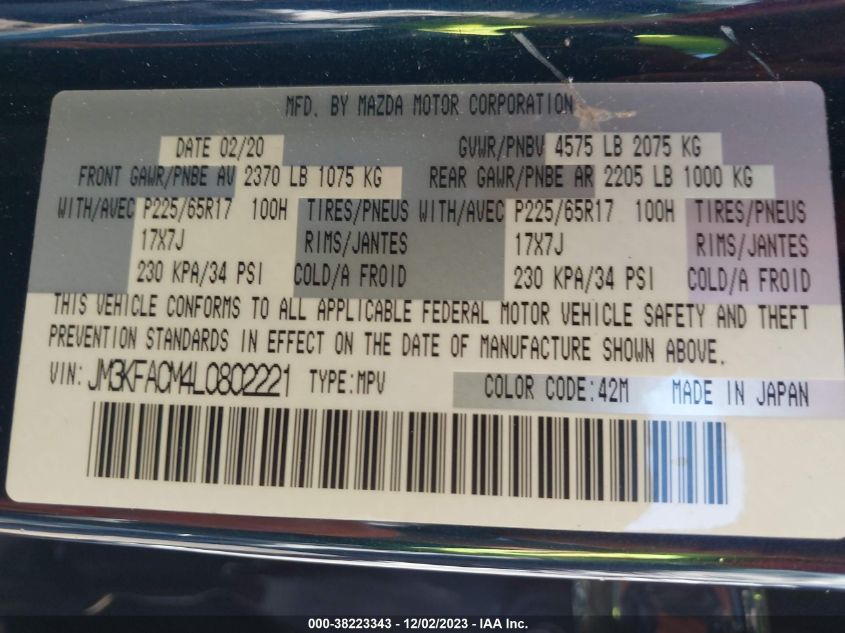 MFD. BY MAZDA MOTOR CORPORATION
DATE 02/20 GVWR/PNBV 4575 LB 2075 KG
FRONT GAWR/PNBE AV 2370 LB 1075 KG REAR GAWR/PNBE AR 2205 LB 1000 KG
WITH/AVEC P225/65R17 100H TIRES/PNEUS WITH/AVEC P225/65R17 100H TIRES/PNEUS
17X7J RIMS/JANTES 17X7J RIMS/JANTES
230 KPA/34 PSI COLD/A FROID 230 KPA/34 PSI COLD/A FROID
THIS VEHICLE CONFORMS TO ALL APPLICABLE FEDERAL MOTOR VEHICLE SAFETY AND THEFT
PREVENTION STANDARDS IN EFFECT ON THE DATE OF MANUFACTURE SHOWN ABOVE.
VIN: JM3KFACM4L0802221 TYPE:MPV COLOR CODE:42M MADE IN JAPAN
000-38223343 - 12/02/2023 - IAA Inc.